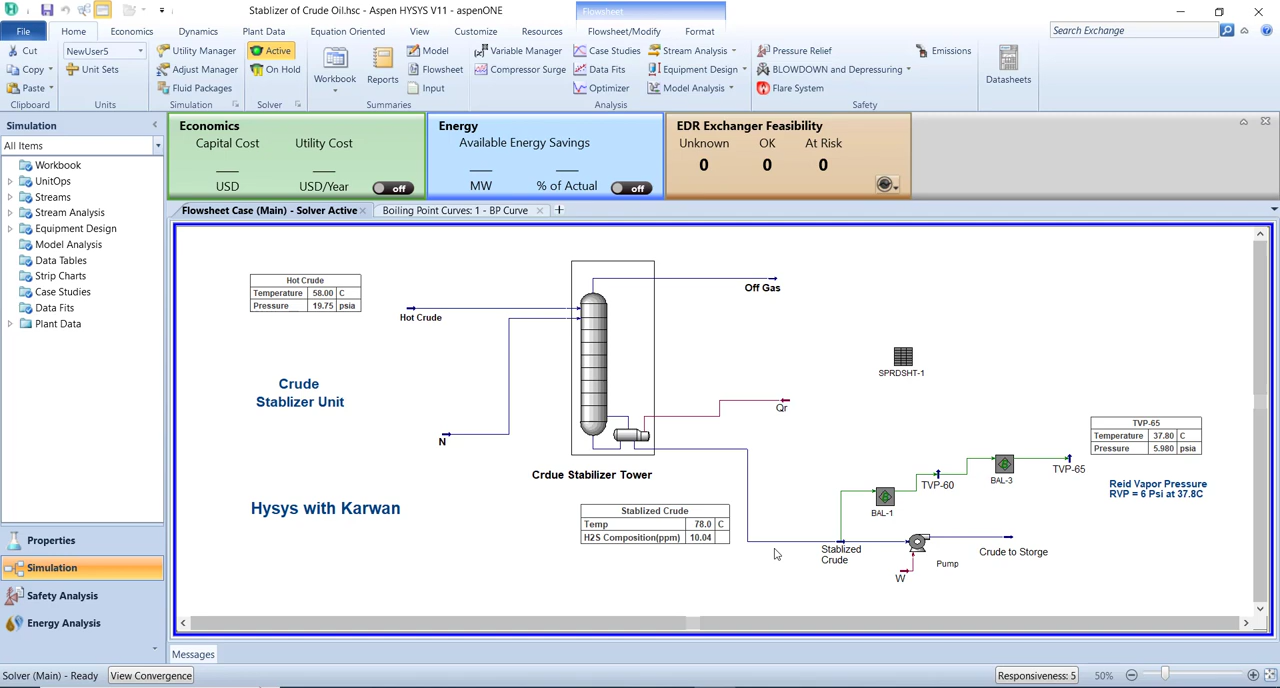 Stablizer of Crude Oil.hsc - Aspen HYSYS V11 - aspenONE
Flowsheet
File
Home
Economics
Dynamics
Plant Data
Equation Oriented
View
Customize
Resources
Flowsheet/Modify
Format
Search Exchange
Cut
Copy
Paste
Clipboard
NewUser5
Unit Sets
Units
Utility Manager
Adjust Manager
Fluid Packages
Simulation
Active
On Hold
Solver
Workbook
Reports
Model
Flowsheet
Input
Summaries
Variable Manager
Compressor Surge
Case Studies
Data Fits
Optimizer
Stream Analysis
Equipment Design
Model Analysis
Analysis
Pressure Relief
BLOWDOWN and Depressuring
Flare System
Emissions
Safety
Datasheets
Simulation
All Items
Workbook
UnitOps
Streams
Stream Analysis
Equipment Design
Model Analysis
Data Tables
Strip Charts
Case Studies
Data Fits
Plant Data
Properties
Simulation
Safety Analysis
Energy Analysis
Economics
Capital Cost Utility Cost
USD USD/Year off
Energy
Available Energy Savings
MW % of Actual off
EDR Exchanger Feasibility
Unknown OK At Risk
0 0 0
Flowsheet Case (Main) - Solver Active
Boiling Point Curves: 1 - BP Curve
Hot Crude
Temperature 58.00 C
Pressure 19.75 psia
Hot Crude
Off Gas
Crude
Stablizer Unit
N
Qr
SPRDSHT-1
Crdue Stabilizer Tower
Hysys with Karwan
Stablized Crude
Temp 78.0 C
H2S Composition(ppm) 10.04
TVP-65
Temperature 37.80 C
Pressure 5.980 psia
TVP-65
BAL-3
TVP-60
BAL-1
Reid Vapor Pressure
RVP = 6 Psi at 37.8C
Stablized
Crude
Pump
W
Crude to Storge
Messages
Solver (Main) - Ready
View Convergence
Responsiveness: 5
50%